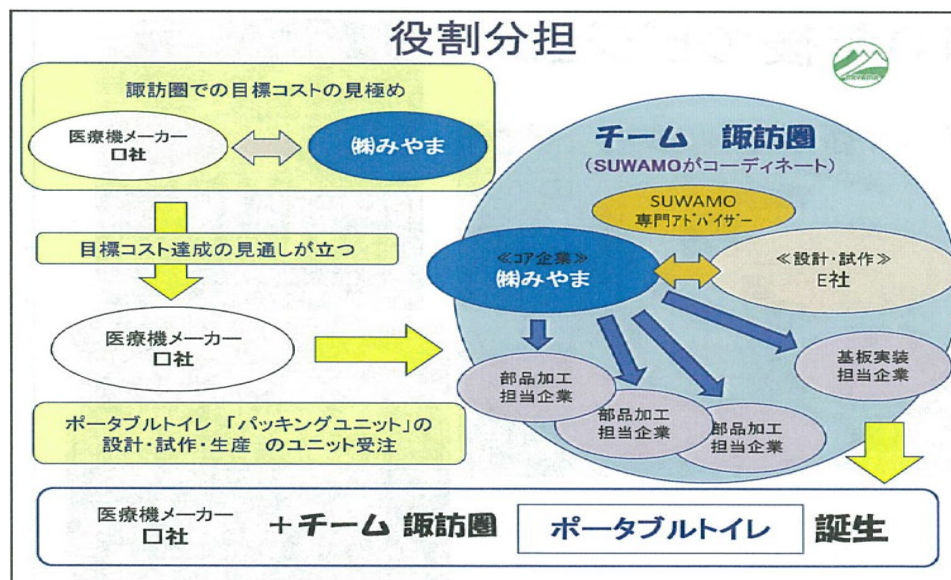 役割分担
諏訪圏での目標コストの見極め
医療機メーカー
口社
㈱みやま
目標コスト達成の見通しが立つ
医療機メーカー
口社
ポータブルトイレ 「パッキングユニット」の
設計・試作・生産 のユニット受注
チーム 諏訪圏
(SUWAMOがコーディネート)
SUWAMO
専門アドバイザー
≪コア企業≫
㈱みやま
≪設計・試作≫
E社
部品加工
担当企業
部品加工
担当企業
部品加工
担当企業
基板実装
担当企業
医療機メーカー
口社
+チーム 諏訪圏
ポータブルトイレ
誕生